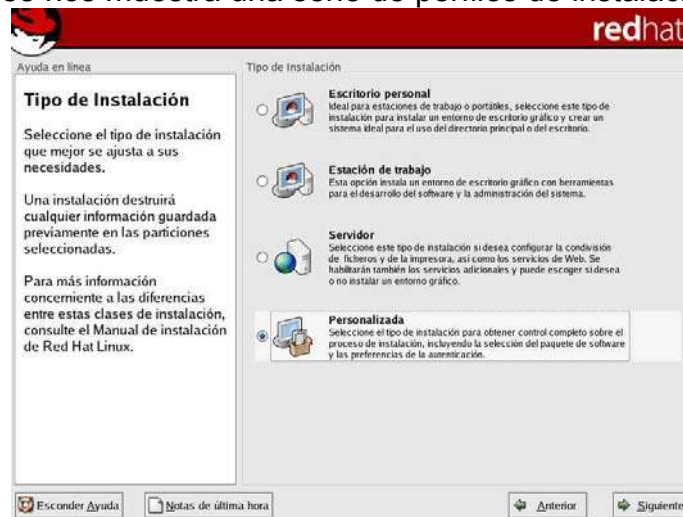 se nos muestra una serie de perfiles de instala
redhat
Ayuda en línea
Tipo de Instalación
Tipo de Instalación
Seleccione el tipo de instalación
que mejor se ajusta a sus
necesidades.
Una instalación destruirá
cualquier información guardada
previamente en las particiones
seleccionadas.
Para más información
concerniente a las diferencias
entre estas clases de instalación,
consulte el Manual de instalación
de Red Hat Linux.
Escritorio personal
Ideal para estaciones de trabajo o portátiles, seleccione este tipo de
instalación para instalar un entorno de escritorio gráfico y crear un
sistema ideal para el uso del directorio principal o del escritorio.
Estación de trabajo
Esta opción instala un entorno de escritorio gráfico con herramientas
para el desarrollo del software y la administración del sistema.
Servidor
Seleccione este tipo de instalación si desea configurar la condivisión
de ficheros y de la impresora, así como los servicios de Web. Se
habilitarán también los servicios adicionales y puede escoger si desea
o no instalar un entorno gráfico.
Personalizada
Seleccione el tipo de instalación para obtener control completo sobre el
proceso de instalación, incluyendo la selección del paquete de software
y las preferencias de la autenticación.
Esconder Ayuda
Notas de última hora
Anterior
Siguiente